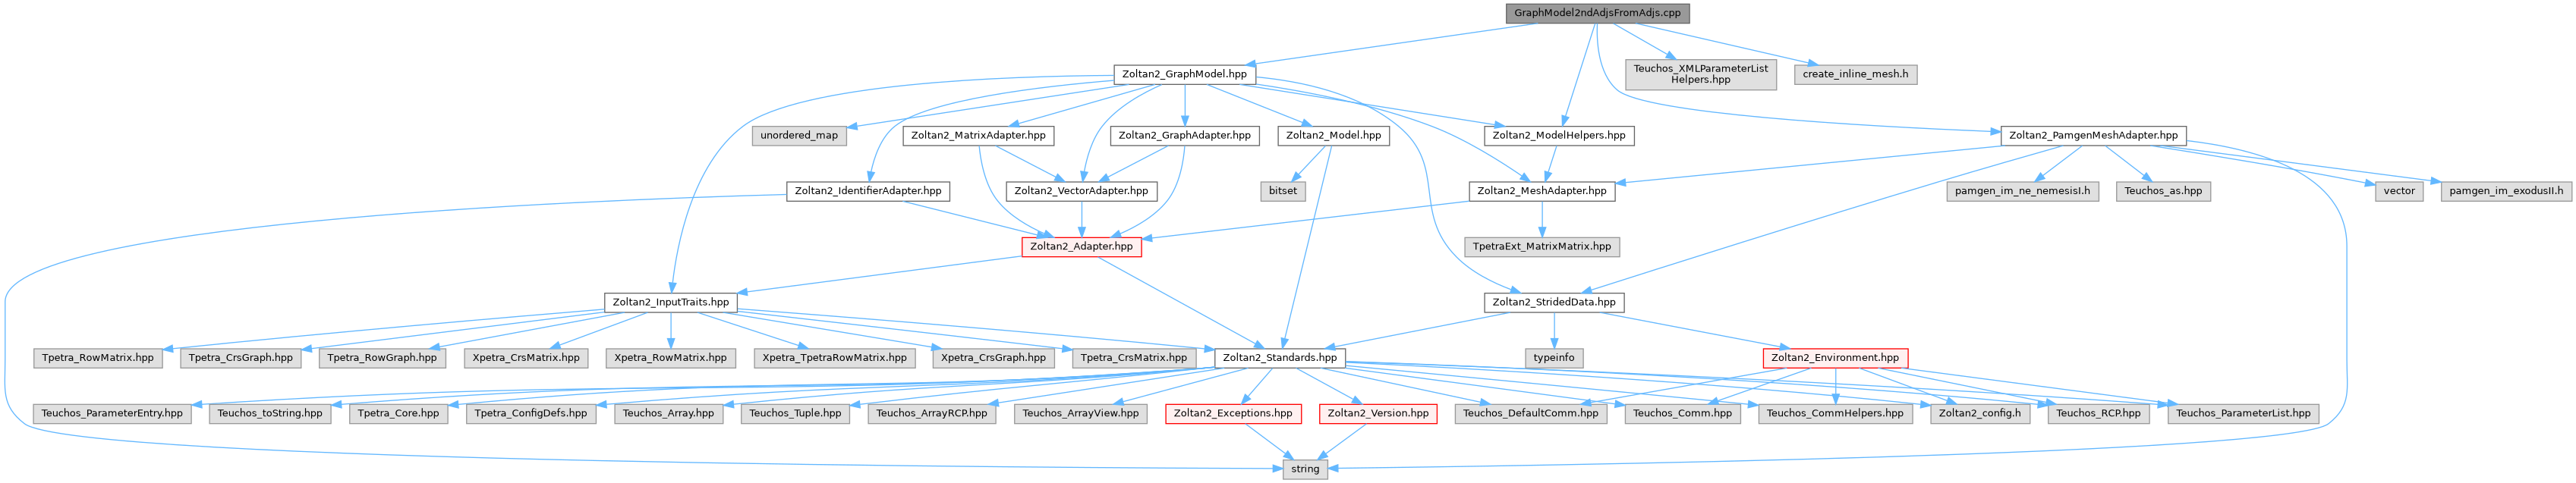 GraphModel2ndAdjsFromAdjs.cpp
Zoltan2_GraphModel.hpp
Teuchos_XMLParameterList
Helpers.hpp
create_inline_mesh.h
unordered_map
Zoltan2_MatrixAdapter.hpp
Zoltan2_GraphAdapter.hpp
Zoltan2_Model.hpp
Zoltan2_ModelHelpers.hpp
Zoltan2_PamgenMeshAdapter.hpp
Zoltan2_IdentifierAdapter.hpp
Zoltan2_VectorAdapter.hpp
bitset
Zoltan2_MeshAdapter.hpp
pamgen_im_ne_nemesisI.h
Teuchos_as.hpp
vector
pamgen_im_exodusII.h
Zoltan2_Adapter.hpp
TpetraExt_MatrixMatrix.hpp
Zoltan2_InputTraits.hpp
Zoltan2_StridedData.hpp
Tpetra_RowMatrix.hpp
Tpetra_CrsGraph.hpp
Tpetra_RowGraph.hpp
Xpetra_CrsMatrix.hpp
Xpetra_RowMatrix.hpp
Xpetra_TpetraRowMatrix.hpp
Xpetra_CrsGraph.hpp
Tpetra_CrsMatrix.hpp
Zoltan2_Standards.hpp
typeinfo
Zoltan2_Environment.hpp
Teuchos_ParameterEntry.hpp
Teuchos_toString.hpp
Tpetra_Core.hpp
Tpetra_ConfigDefs.hpp
Teuchos_Array.hpp
Teuchos_Tuple.hpp
Teuchos_ArrayRCP.hpp
Teuchos_ArrayView.hpp
Zoltan2_Exceptions.hpp
Zoltan2_Version.hpp
Teuchos_DefaultComm.hpp
Teuchos_Comm.hpp
Teuchos_CommHelpers.hpp
Zoltan2_config.h
Teuchos_RCP.hpp
Teuchos_ParameterList.hpp
string